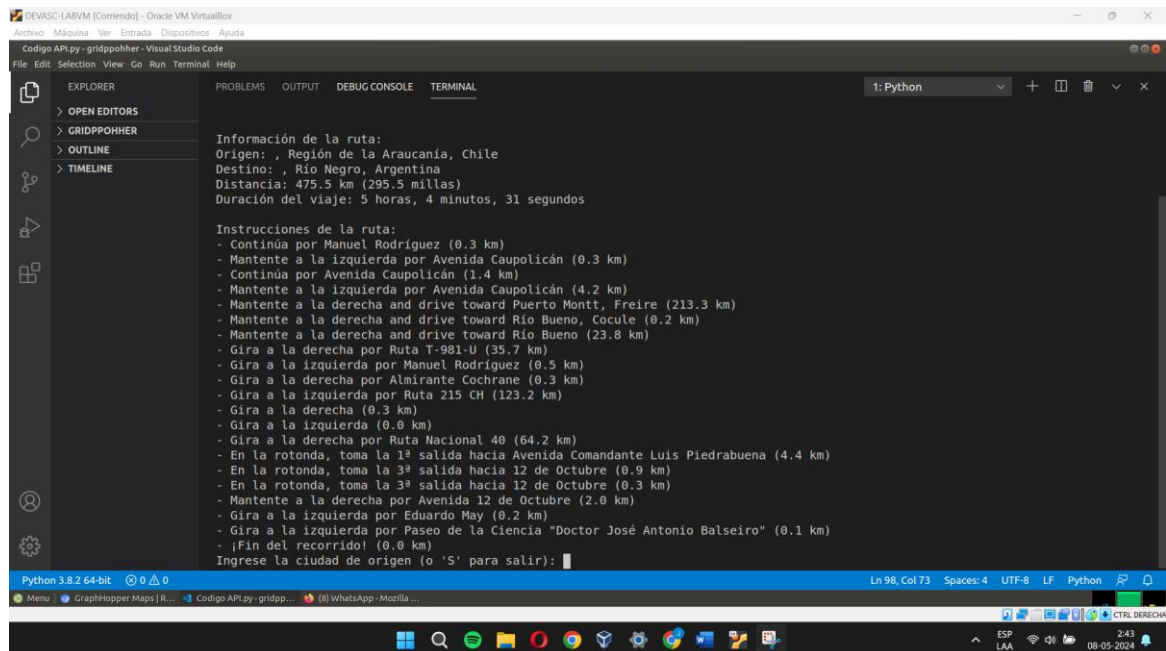 DEVASC-LABVM [Corriendo] - Oracle VM VirtualBox
Archivo Máquina Ver Entrada Dispositivos Ayuda
Codigo API.py - gridppohher - Visual Studio Code
File Edit Selection View Go Run Terminal Help
EXPLORER
> OPEN EDITORS
> GRIDPPOHHER
> OUTLINE
> TIMELINE
PROBLEMS OUTPUT DEBUG CONSOLE TERMINAL
1: Python
Información de la ruta:
Origen: , Región de la Araucanía, Chile
Destino: , Río Negro, Argentina
Distancia: 475.5 km (295.5 millas)
Duración del viaje: 5 horas, 4 minutos, 31 segundos
Instrucciones de la ruta:
- Continúa por Manuel Rodríguez (0.3 km)
- Mantente a la izquierda por Avenida Caupolicán (0.3 km)
- Continúa por Avenida Caupolicán (1.4 km)
- Mantente a la izquierda por Avenida Caupolicán (4.2 km)
- Mantente a la derecha and drive toward Puerto Montt, Freire (213.3 km)
- Mantente a la derecha and drive toward Río Bueno, Cocule (0.2 km)
- Mantente a la derecha and drive toward Río Bueno (23.8 km)
- Gira a la derecha por Ruta T-981-U (35.7 km)
- Gira a la izquierda por Manuel Rodríguez (0.5 km)
- Gira a la derecha por Almirante Cochrane (0.3 km)
- Gira a la izquierda por Ruta 215 CH (123.2 km)
- Gira a la derecha (0.3 km)
- Gira a la izquierda (0.0 km)
- Gira a la derecha por Ruta Nacional 40 (64.2 km)
- En la rotonda, toma la 1ª salida hacia Avenida Comandante Luis Piedrabuena (4.4 km)
- En la rotonda, toma la 3ª salida hacia 12 de Octubre (0.9 km)
- En la rotonda, toma la 3ª salida hacia 12 de Octubre (0.3 km)
- Mantente a la derecha por Avenida 12 de Octubre (2.0 km)
- Gira a la izquierda por Eduardo May (0.2 km)
- Gira a la izquierda por Paseo de la Ciencia "Doctor José Antonio Balseiro" (0.1 km)
- ¡Fin del recorrido! (0.0 km)
Ingrese la ciudad de origen (o 'S' para salir):
Python 3.8.2 64-bit 0 0 Ln 98, Col 73 Spaces: 4 UTF-8 LF Python
Menu GraphHopper Maps | R... Codigo API.py - gridpp... (8) WhatsApp - Mozilla ...
CTRL DERECHA
ESP
LAA
2:43
08-05-2024